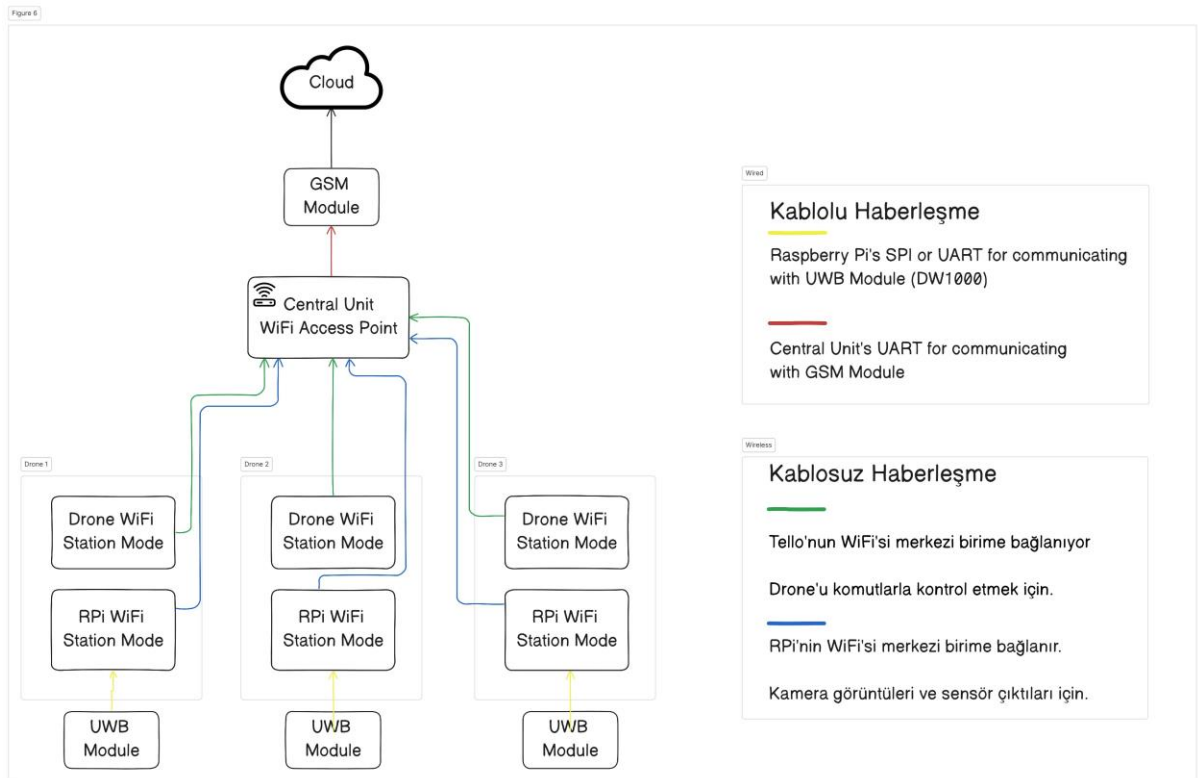 Figure 6
Cloud
GSM
Module
Central Unit
WiFi Access Point
Drone 1
Drone WiFi
Station Mode
RPi WiFi
Station Mode
UWB
Module
Drone 2
Drone WiFi
Station Mode
RPi WiFi
Station Mode
UWB
Module
Drone 3
Drone WiFi
Station Mode
RPi WiFi
Station Mode
UWB
Module
Wired
Kablolu Haberleşme
Raspberry Pi's SPI or UART for communicating
with UWB Module (DW1000)
Central Unit's UART for communicating
with GSM Module
Wireless
Kablosuz Haberleşme
Tello'nun WiFi'si merkezi birime bağlanıyor
Drone'u komutlarla kontrol etmek için.
RPi'nin WiFi'si merkezi birime bağlanır.
Kamera görüntüleri ve sensör çıktıları için.